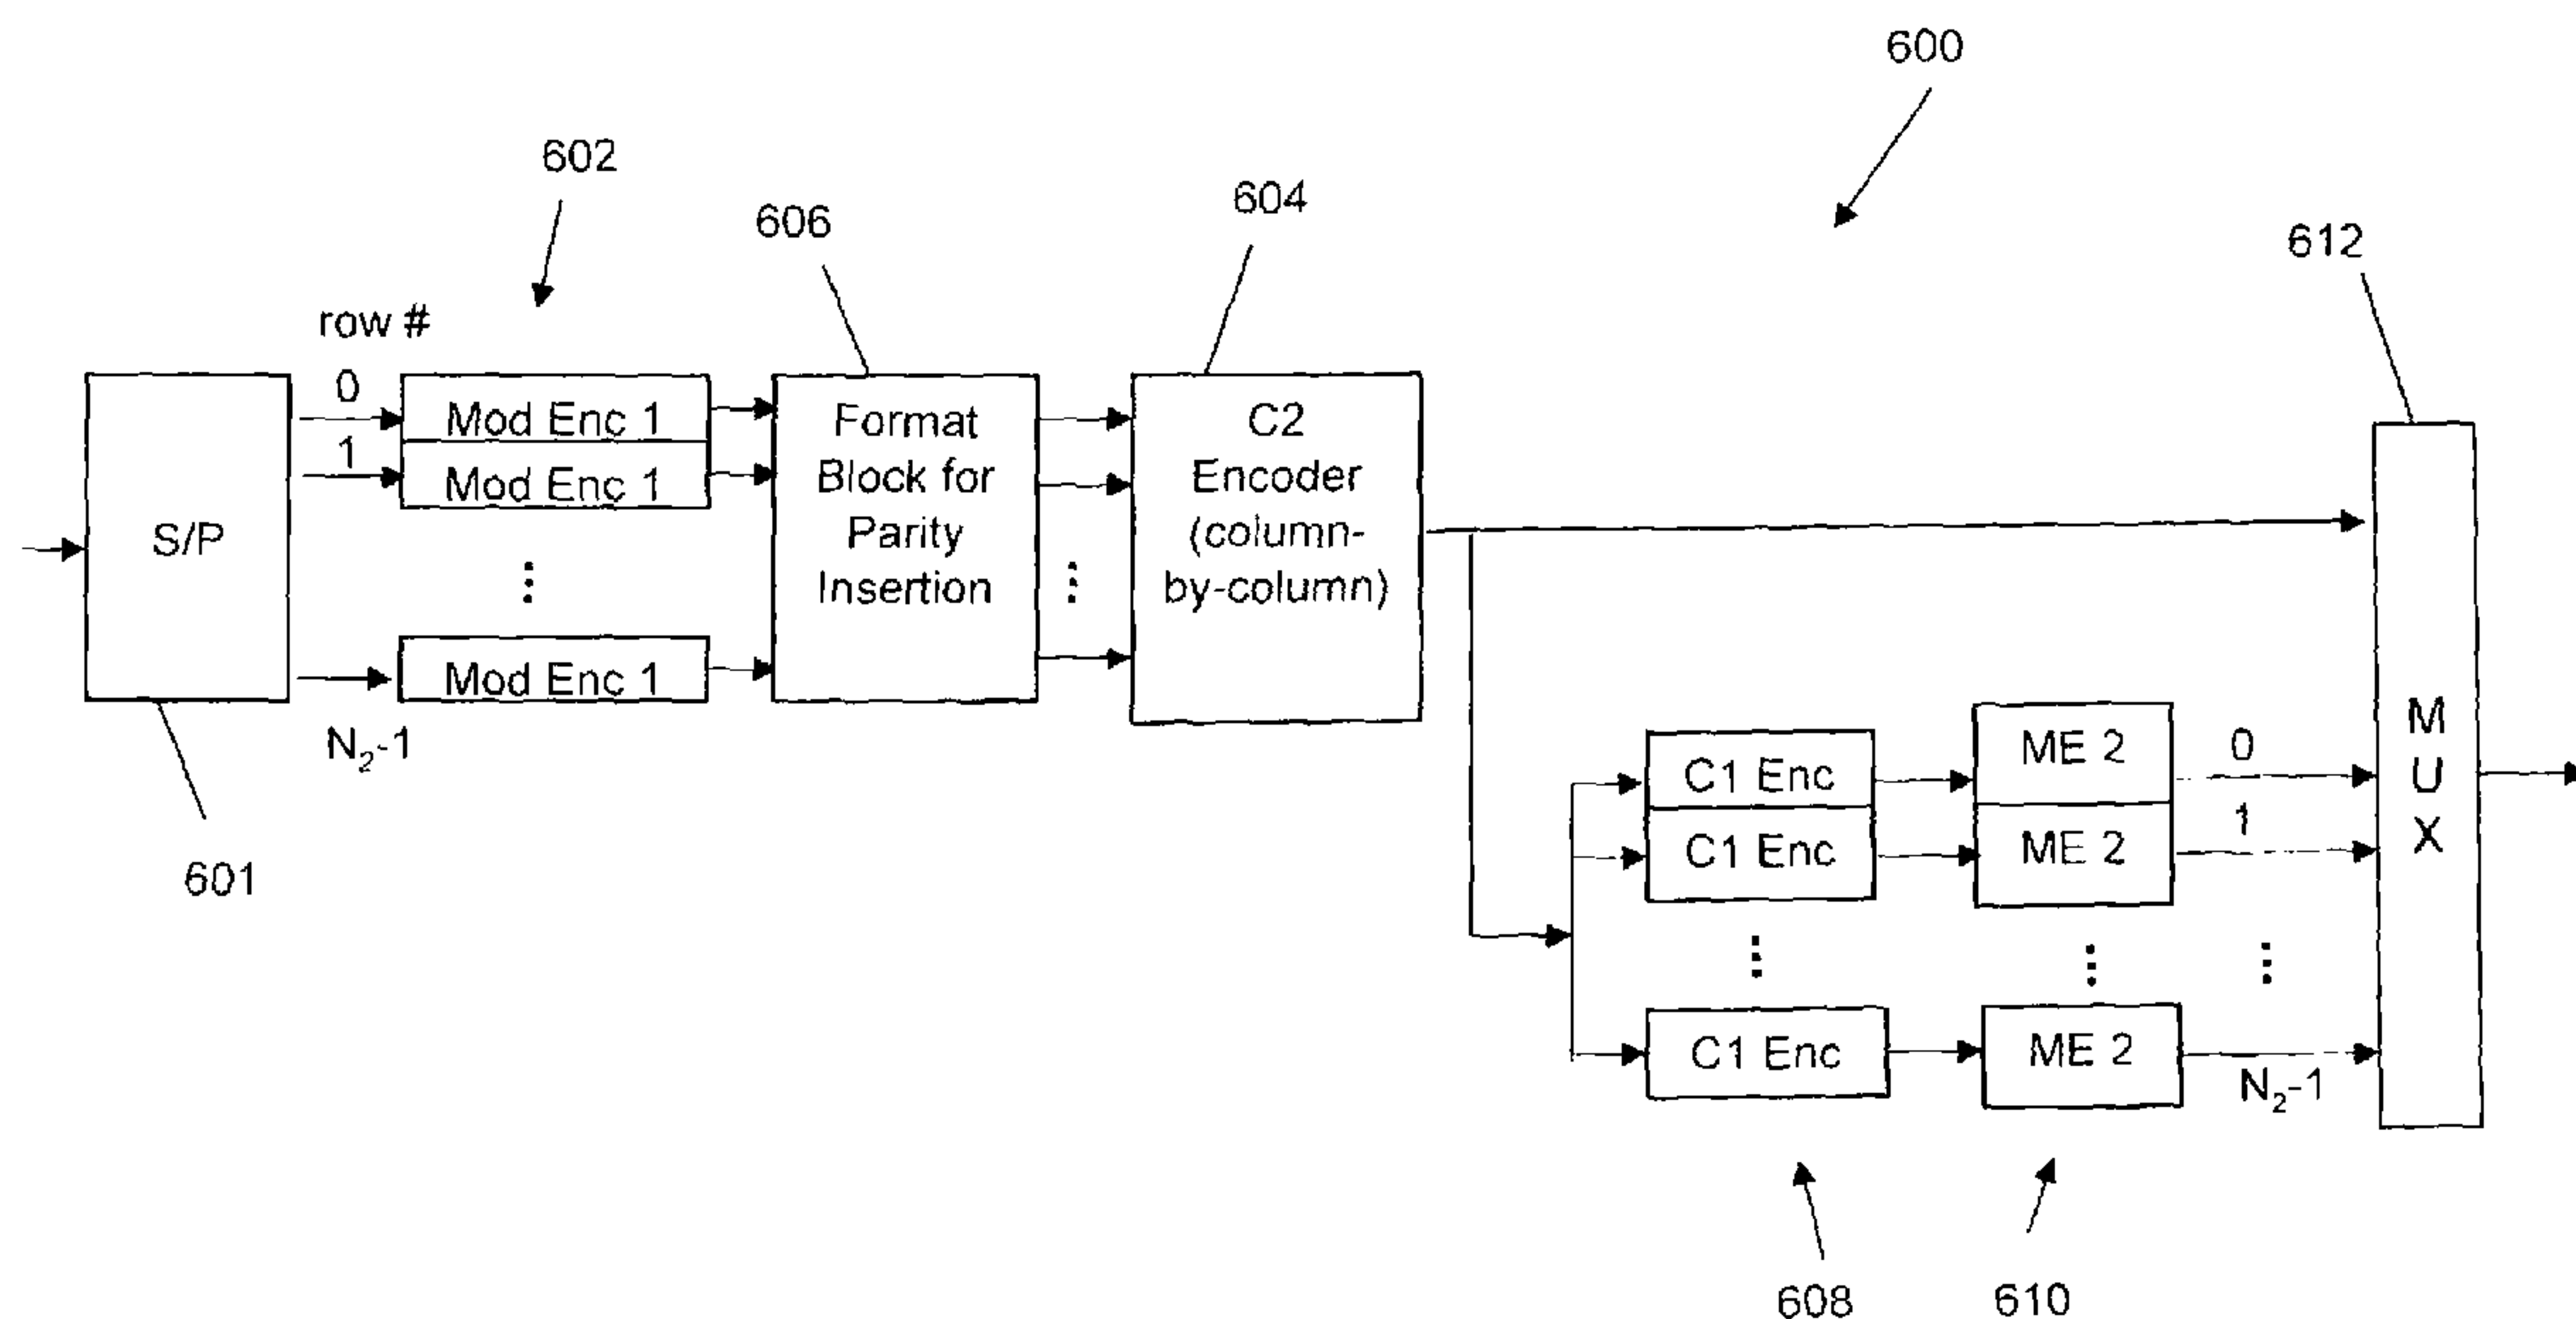 600
602
604
606
612
row #
0
Mod Enc 1
1
Mod Enc 1
S/P
Mod Enc 1
N₂-1
601
Format
Block for
Parity
Insertion
C2
Encoder
(column-
by-column)
C1 Enc
C1 Enc
C1 Enc
ME 2
ME 2
ME 2
0
1
N₂-1
M
U
X
608
610